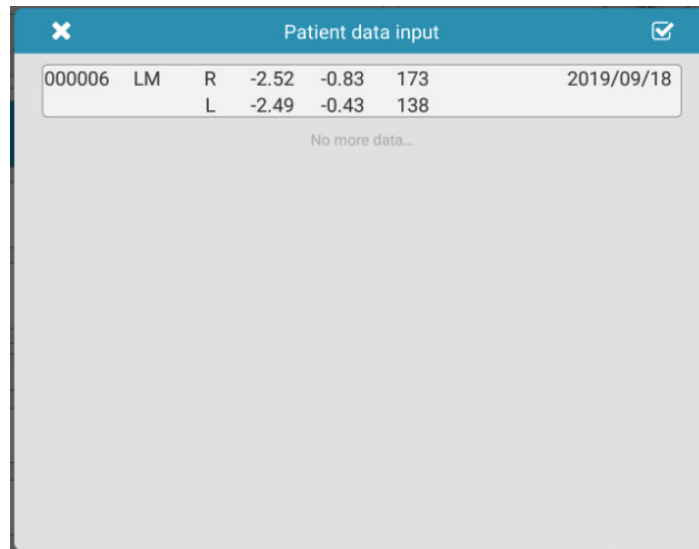 Patient data input
000006 LM R -2.52 -0.83 173 2019/09/18
L -2.49 -0.43 138
No more data...